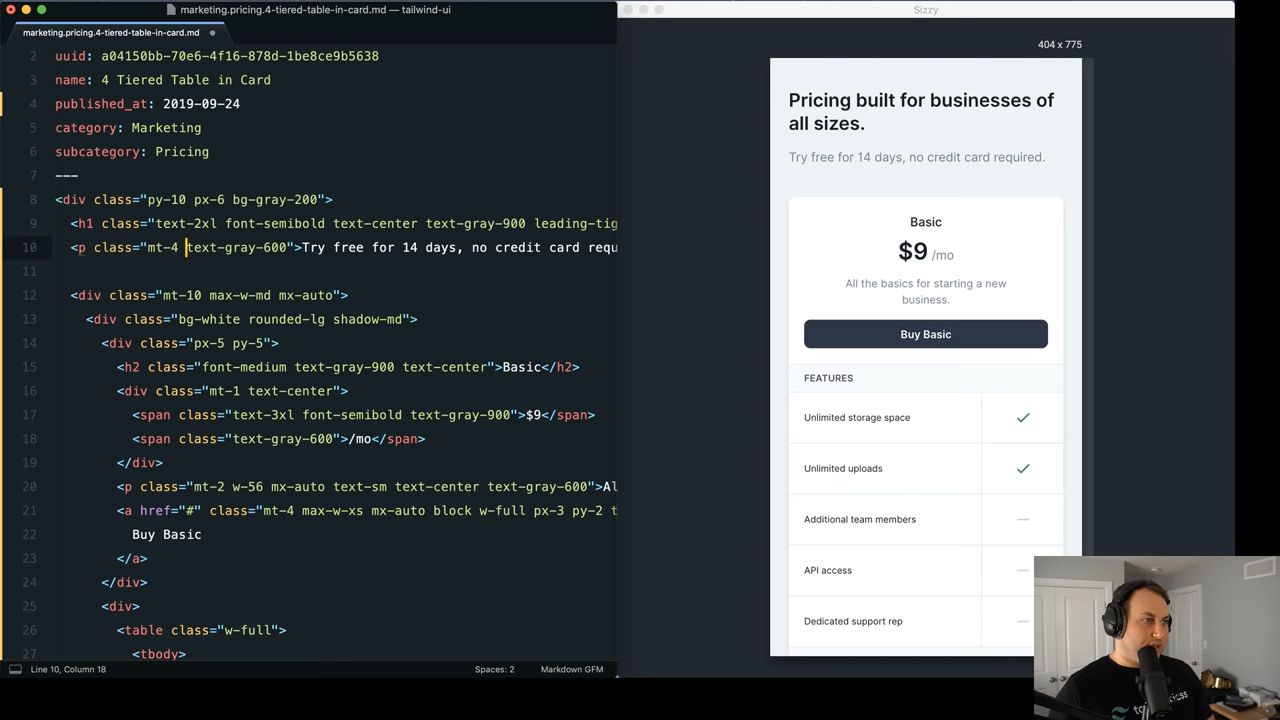 marketing.pricing.4-tiered-table-in-card.md — tailwind-ui
marketing.pricing.4-tiered-table-in-card.md
2 uuid: a04150bb-70e6-4f16-878d-1be8ce9b5638
3 name: 4 Tiered Table in Card
4 published_at: 2019-09-24
5 category: Marketing
6 subcategory: Pricing
7 ---
8 <div class="py-10 px-6 bg-gray-200">
9 <h1 class="text-2xl font-semibold text-center text-gray-900 leading-tig
10 <p class="mt-4 text-gray-600">Try free for 14 days, no credit card requ
11
12 <div class="mt-10 max-w-md mx-auto">
13 <div class="bg-white rounded-lg shadow-md">
14 <div class="px-5 py-5">
15 <h2 class="font-medium text-gray-900 text-center">Basic</h2>
16 <div class="mt-1 text-center">
17 <span class="text-3xl font-semibold text-gray-900">$9</span>
18 <span class="text-gray-600">/mo</span>
19 </div>
20 <p class="mt-2 w-56 mx-auto text-sm text-center text-gray-600">Al
21 <a href="#" class="mt-4 max-w-xs mx-auto block w-full px-3 py-2 t
22 Buy Basic
23 </a>
24 </div>
25 <div>
26 <table class="w-full">
27 <tbody>
Line 10, Column 18
Spaces: 2
Markdown GFM
Sizzy
404 x 775
Pricing built for businesses of
all sizes.
Try free for 14 days, no credit card required.
Basic
$9 /mo
All the basics for starting a new
business.
Buy Basic
FEATURES
Unlimited storage space
Unlimited uploads
Additional team members
API access
Dedicated support rep